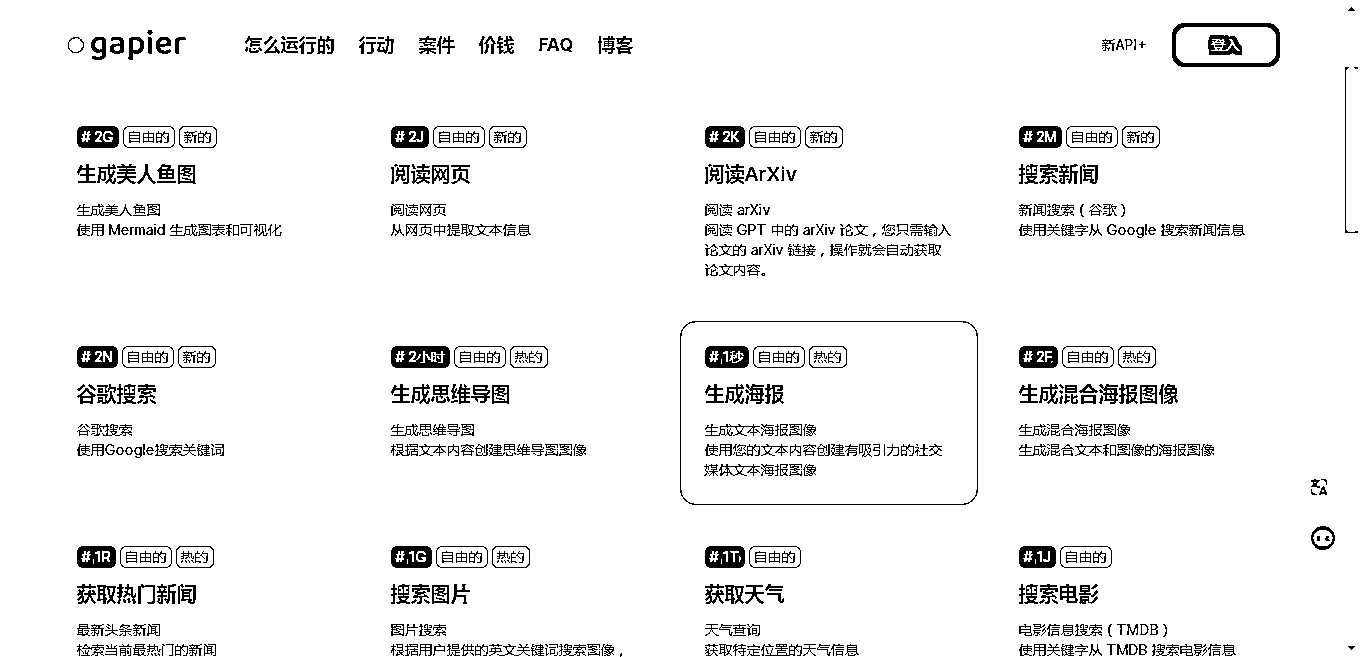 gapier 怎么运行的 行动 案件 价钱 FAQ 博客 新API+ 登入
# 2G 自由的 新的
生成美人鱼图
生成美人鱼图
使用 Mermaid 生成图表和可视化
# 2J 自由的 新的
阅读网页
阅读网页
从网页中提取文本信息
# 2K 自由的 新的
阅读ArXiv
阅读 arXiv
阅读 GPT 中的 arXiv 论文，您只需输入
论文的 arXiv 链接，操作就会自动获取
论文内容。
# 2M 自由的 新的
搜索新闻
新闻搜索（谷歌）
使用关键字从 Google 搜索新闻信息
# 2N 自由的 新的
谷歌搜索
谷歌搜索
使用Google搜索关键词
# 2小时 自由的 热的
生成思维导图
生成思维导图
根据文本内容创建思维导图图像
# 1秒 自由的 热的
生成海报
生成文本海报图像
使用您的文本内容创建有吸引力的社交
媒体文本海报图像
# 2F 自由的 热的
生成混合海报图像
生成混合海报图像
生成混合文本和图像的海报图像
# 1R 自由的 热的
获取热门新闻
最新头条新闻
检索当前最热门的新闻
# 1G 自由的 热的
搜索图片
图片搜索
根据用户提供的英文关键词搜索图像，
# 1T 自由的
获取天气
天气查询
获取特定位置的天气信息
# 1J 自由的
搜索电影
电影信息搜索（TMDB）
使用关键字从 TMDB 搜索电影信息